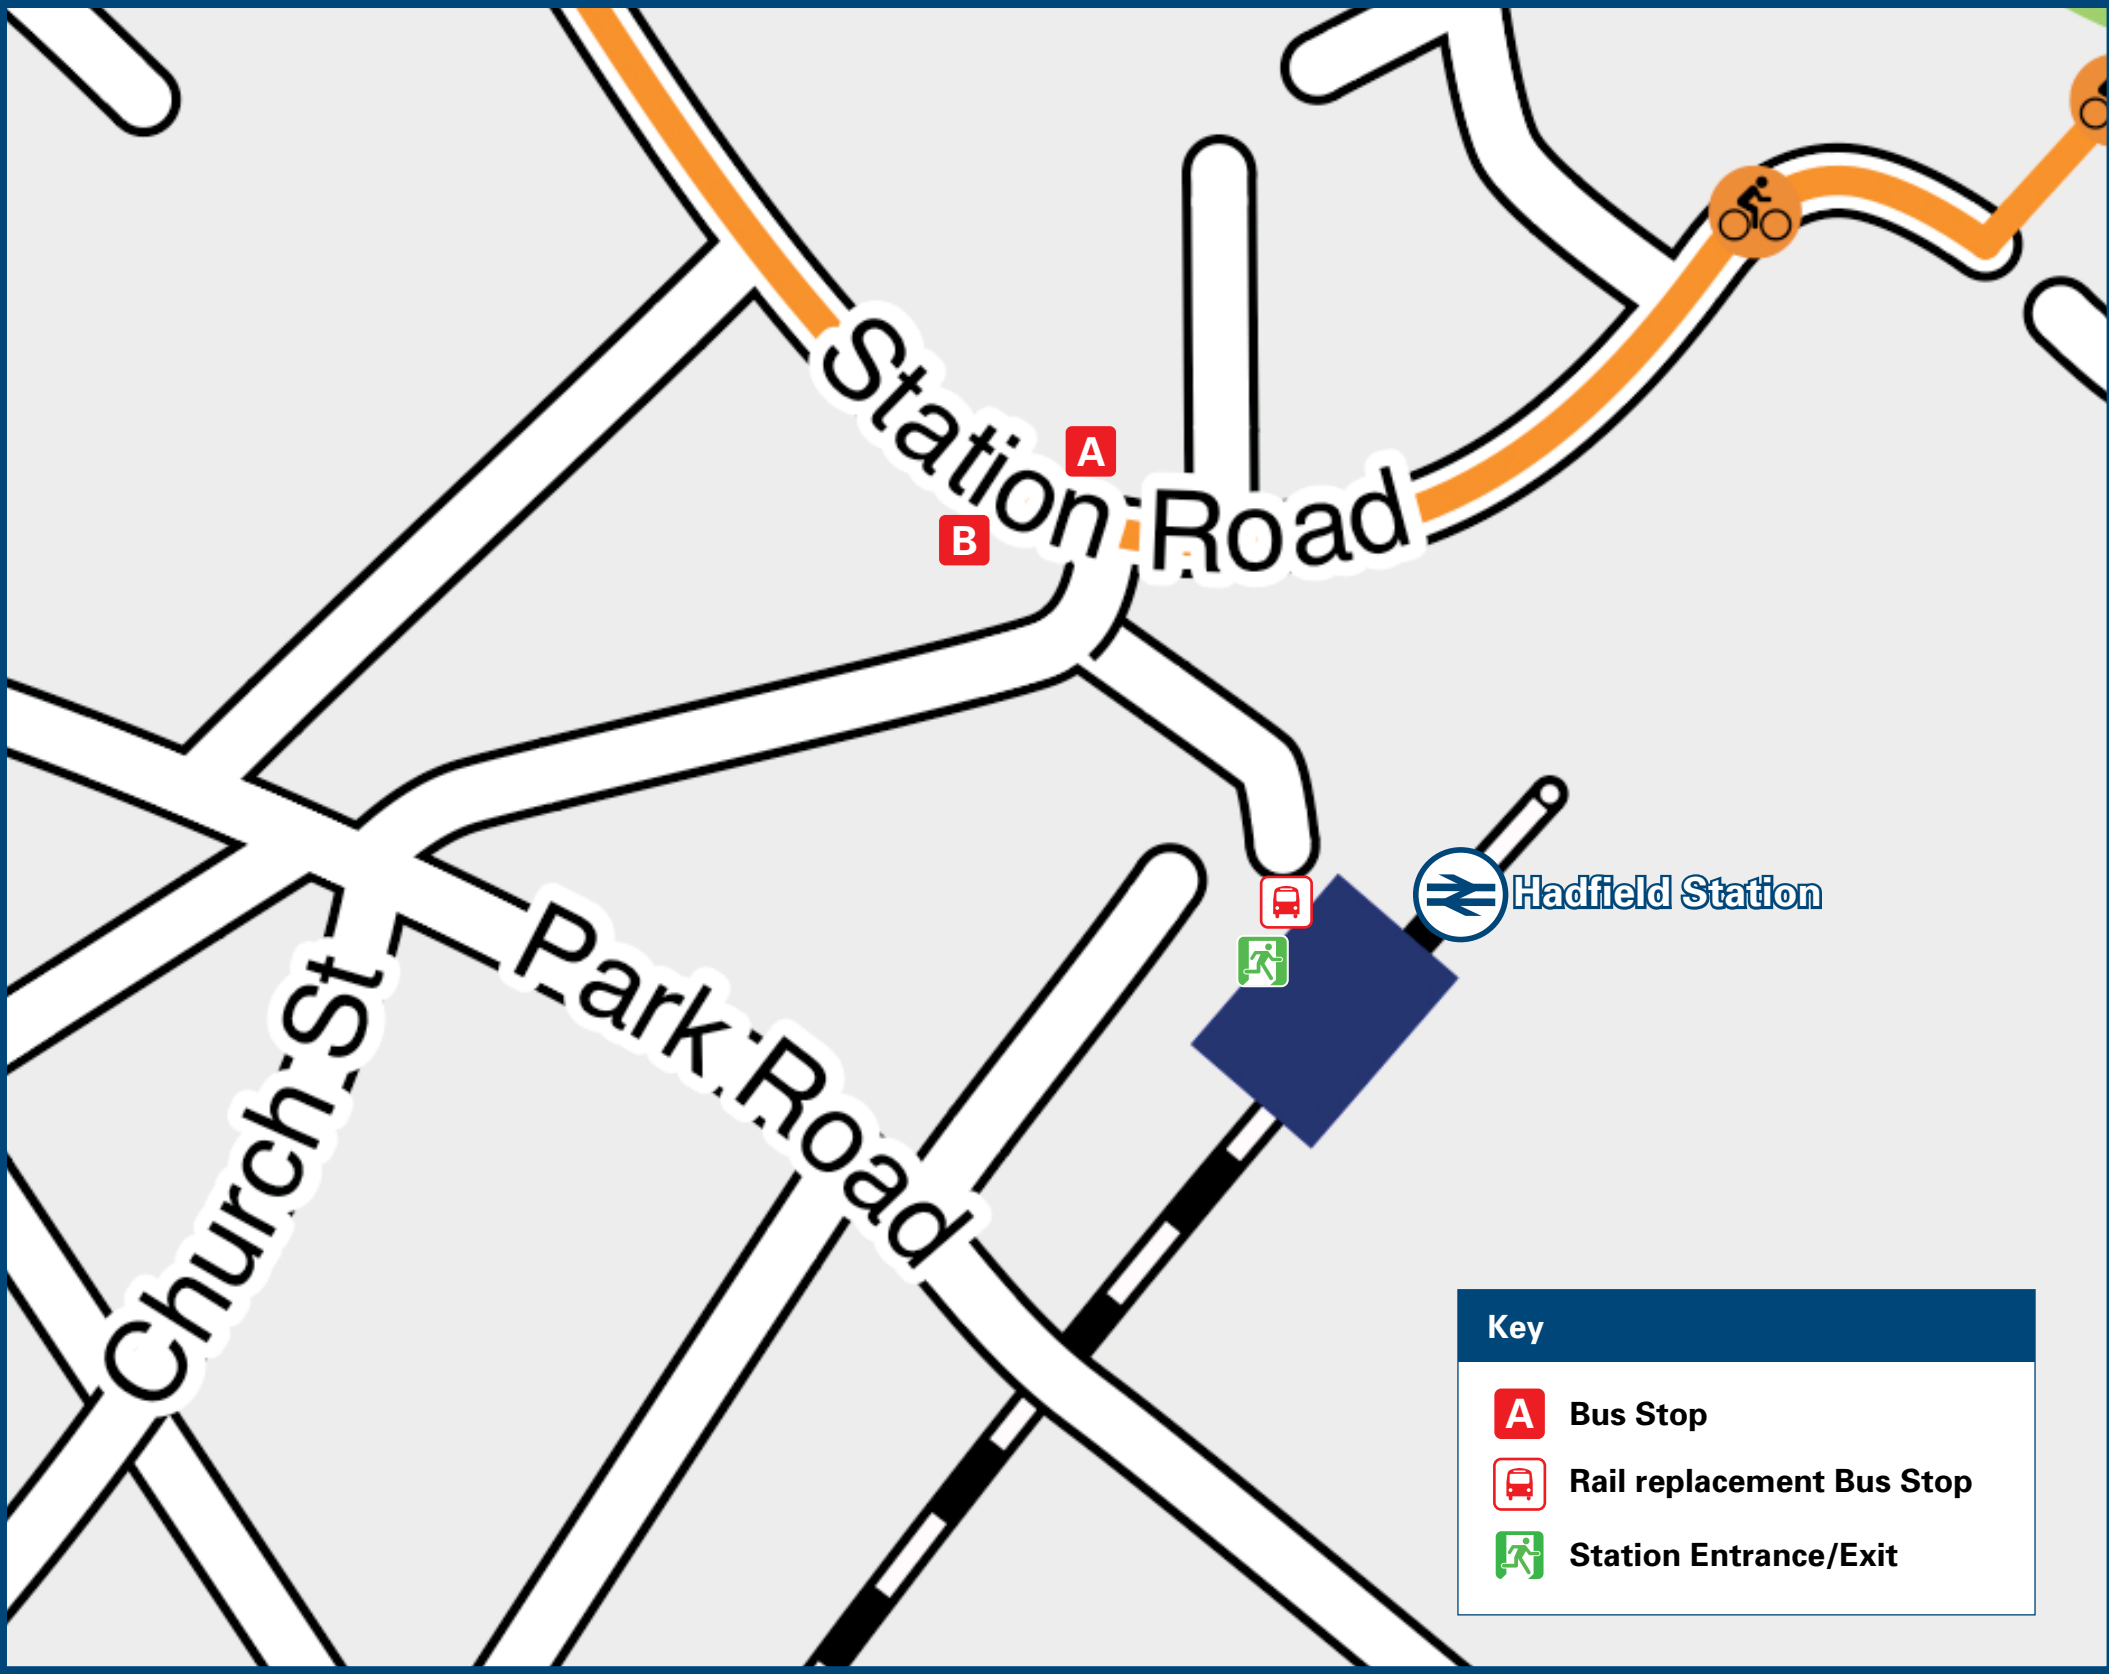 Station Road
A
B
Hadfield Station
Park Road
Church St
Key
A Bus Stop
Rail replacement Bus Stop
Station Entrance/Exit